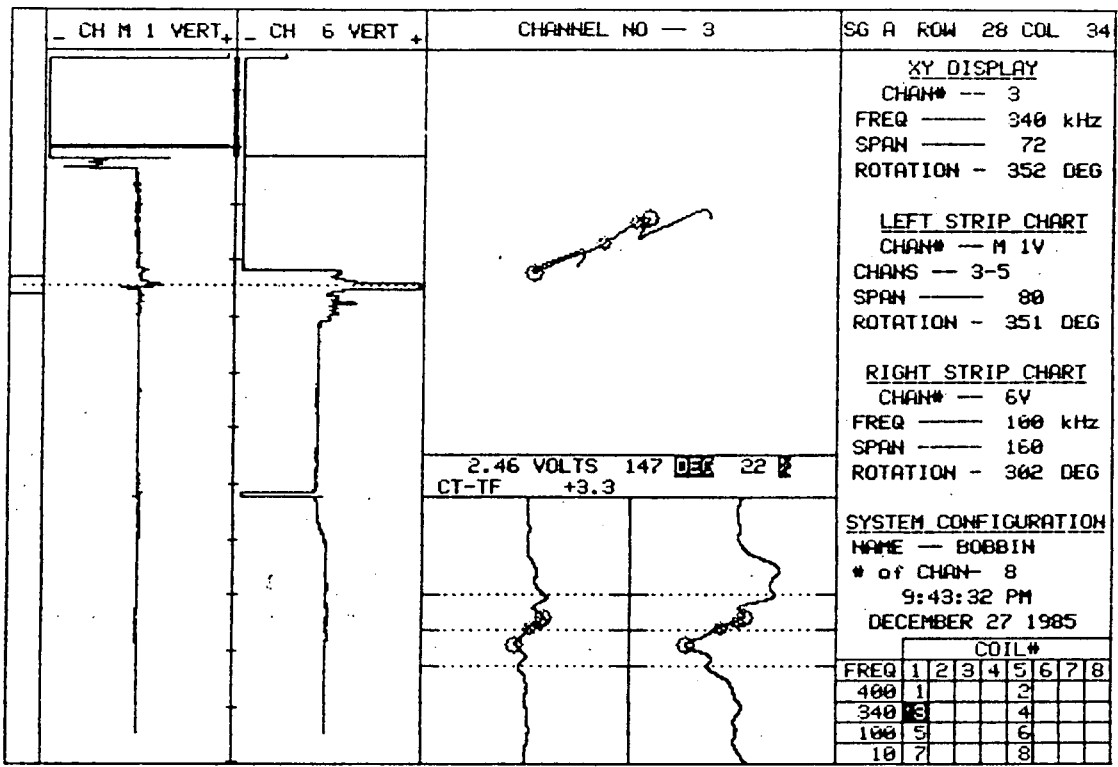 _ CH M 1 VERT +
_ CH 6 VERT +
CHANNEL NO — 3
SG A ROW 28 COL 34
XY DISPLAY
CHAN# -- 3
FREQ —— 340 kHz
SPAN —— 72
ROTATION - 352 DEG
LEFT STRIP CHART
CHAN# -- M 1V
CHANS -- 3-5
SPAN —— 80
ROTATION - 351 DEG
RIGHT STRIP CHART
CHAN# — 6V
FREQ —— 100 kHz
SPAN —— 160
ROTATION - 302 DEG
2.46 VOLTS 147 DEG 22 %
CT-TF +3.3
SYSTEM CONFIGURATION
NAME — BOBBIN
# of CHAN- 8
9:43:32 PM
DECEMBER 27 1985
COIL#
FREQ 1 2 3 4 5 6 7 8
400 1 2
340 *3 4
100 5 6
10 7 8